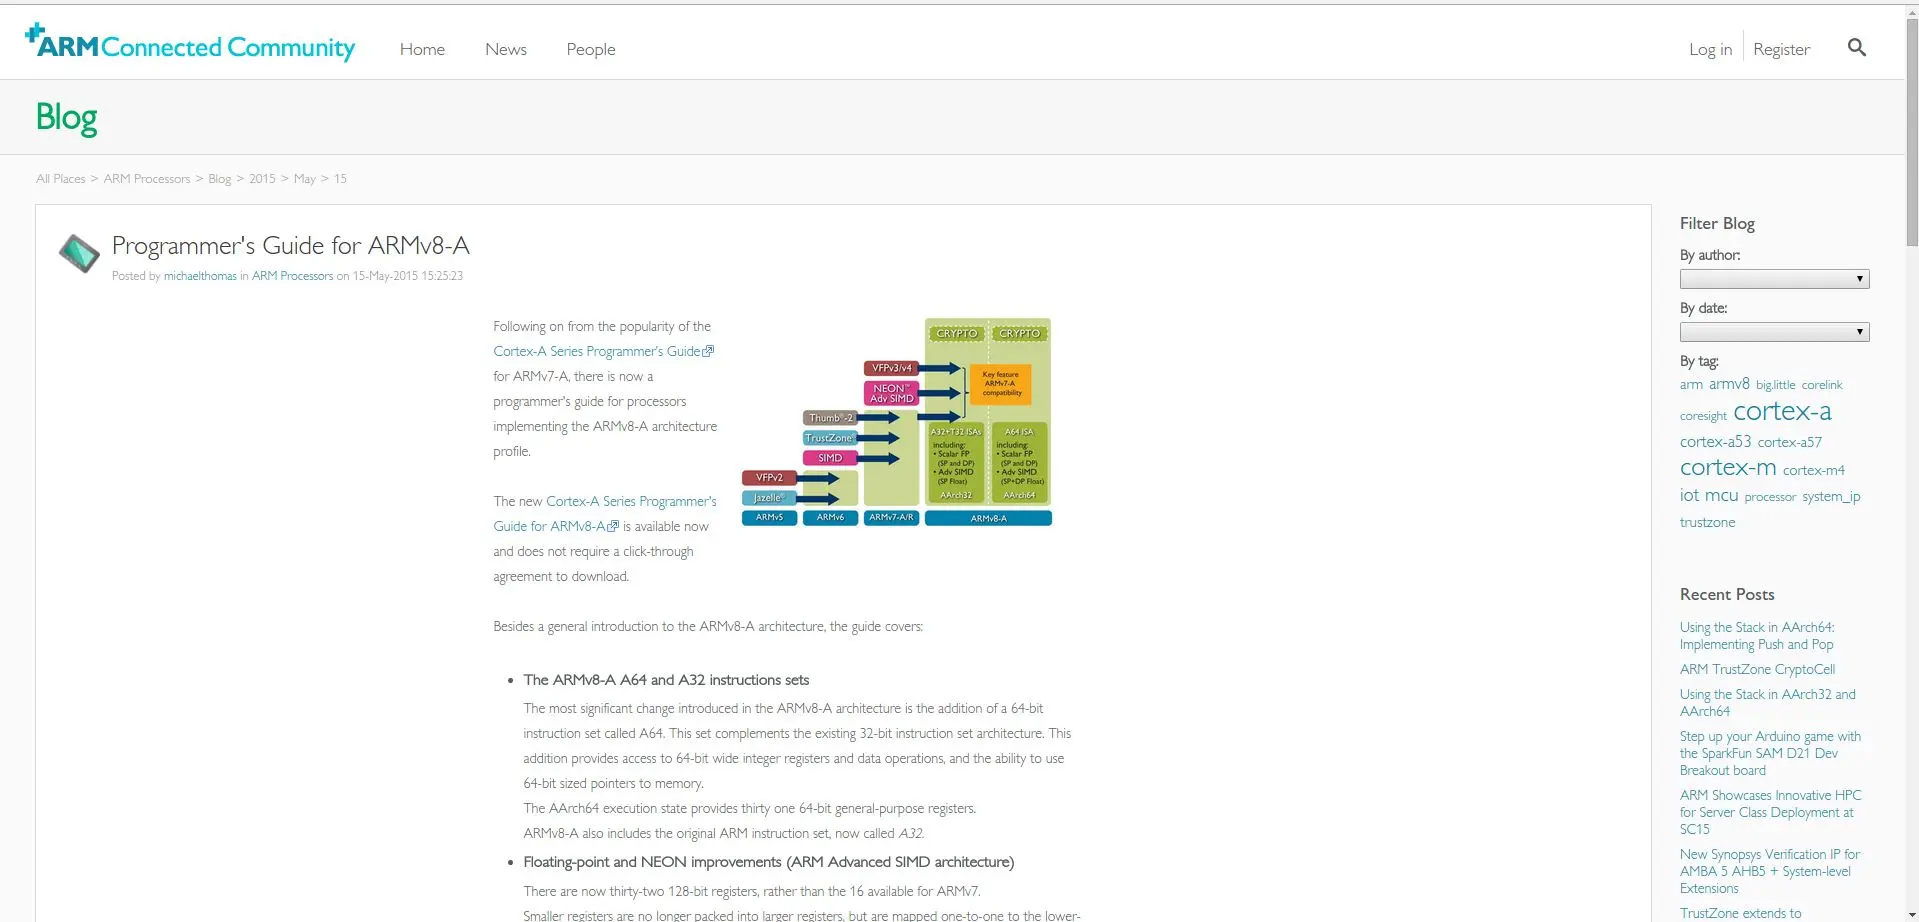 ARM Connected Community
Home
News
People
Log in
Register
Blog
All Places > ARM Processors > Blog > 2015 > May > 15
Programmer's Guide for ARMv8-A
Posted by michaelthomas in ARM Processors on 15-May-2015 15:25:23
Following on from the popularity of the
Cortex-A Series Programmer's Guide
for ARMv7-A, there is now a
programmer's guide for processors
implementing the ARMv8-A architecture
profile.
The new Cortex-A Series Programmer's
Guide for ARMv8-A is available now
and does not require a click-through
agreement to download.
CRYPTO
CRYPTO
VFPv3/v4
Key feature
ARMv7-A
compatibility
NEON™
Adv SIMD
Thumb®-2
TrustZone®
SIMD
VFPv2
Jazelle®
A32+T32 ISAs
including:
• Scalar FP
(SP and DP)
• Adv SIMD
(SP Float)
AArch32
A64 ISA
including:
• Scalar FP
(SP and DP)
• Adv SIMD
(SP+DP Float)
AArch64
ARMv5
ARMv6
ARMv7-A/R
ARMv8-A
Besides a general introduction to the ARMv8-A architecture, the guide covers:
• The ARMv8-A A64 and A32 instructions sets
The most significant change introduced in the ARMv8-A architecture is the addition of a 64-bit
instruction set called A64. This set complements the existing 32-bit instruction set architecture. This
addition provides access to 64-bit wide integer registers and data operations, and the ability to use
64-bit sized pointers to memory.
The AArch64 execution state provides thirty one 64-bit general-purpose registers.
ARMv8-A also includes the original ARM instruction set, now called A32.
• Floating-point and NEON improvements (ARM Advanced SIMD architecture)
There are now thirty-two 128-bit registers, rather than the 16 available for ARMv7.
Smaller registers are no longer packed into larger registers, but are mapped one-to-one to the lower-
Filter Blog
By author:
By date:
By tag:
arm armv8 big.little corelink
coresight cortex-a
cortex-a53 cortex-a57
cortex-m cortex-m4
iot mcu processor system_ip
trustzone
Recent Posts
Using the Stack in AArch64:
Implementing Push and Pop
ARM TrustZone CryptoCell
Using the Stack in AArch32 and
AArch64
Step up your Arduino game with
the SparkFun SAM D21 Dev
Breakout board
ARM Showcases Innovative HPC
for Server Class Deployment at
SC15
New Synopsys Verification IP for
AMBA 5 AHB5 + System-level
Extensions
TrustZone extends to